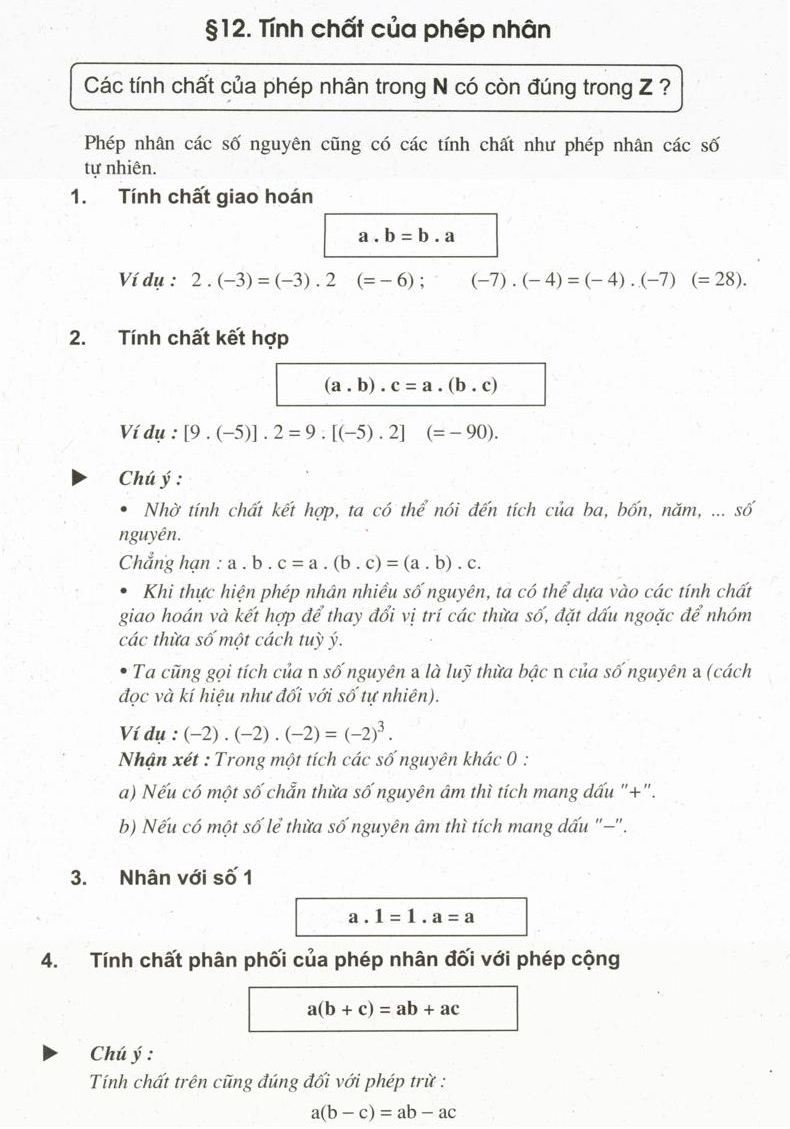 §12. Tính chất của phép nhân
Các tính chất của phép nhân trong N có còn đúng trong Z ?
Phép nhân các số nguyên cũng có các tính chất như phép nhân các số
tự nhiên.
1. Tính chất giao hoán
a . b = b . a
Ví dụ : 2 . (−3) = (−3) . 2 (= − 6) ; (−7) . (− 4) = (− 4) . (−7) (= 28).
2. Tính chất kết hợp
(a . b) . c = a . (b . c)
Ví dụ : [9 . (−5)] . 2 = 9 . [(−5) . 2] (= − 90).
▶ Chú ý :
• Nhờ tính chất kết hợp, ta có thể nói đến tích của ba, bốn, năm, ... số
nguyên.
Chẳng hạn : a . b . c = a . (b . c) = (a . b) . c.
• Khi thực hiện phép nhân nhiều số nguyên, ta có thể dựa vào các tính chất
giao hoán và kết hợp để thay đổi vị trí các thừa số, đặt dấu ngoặc để nhóm
các thừa số một cách tuỳ ý.
• Ta cũng gọi tích của n số nguyên a là luỹ thừa bậc n của số nguyên a (cách
đọc và kí hiệu như đối với số tự nhiên).
Ví dụ : (−2) . (−2) . (−2) = (−2)³ .
Nhận xét : Trong một tích các số nguyên khác 0 :
a) Nếu có một số chẵn thừa số nguyên âm thì tích mang dấu "+".
b) Nếu có một số lẻ thừa số nguyên âm thì tích mang dấu "−".
3. Nhân với số 1
a . 1 = 1 . a = a
4. Tính chất phân phối của phép nhân đối với phép cộng
a(b + c) = ab + ac
▶ Chú ý :
Tính chất trên cũng đúng đối với phép trừ :
a(b − c) = ab − ac